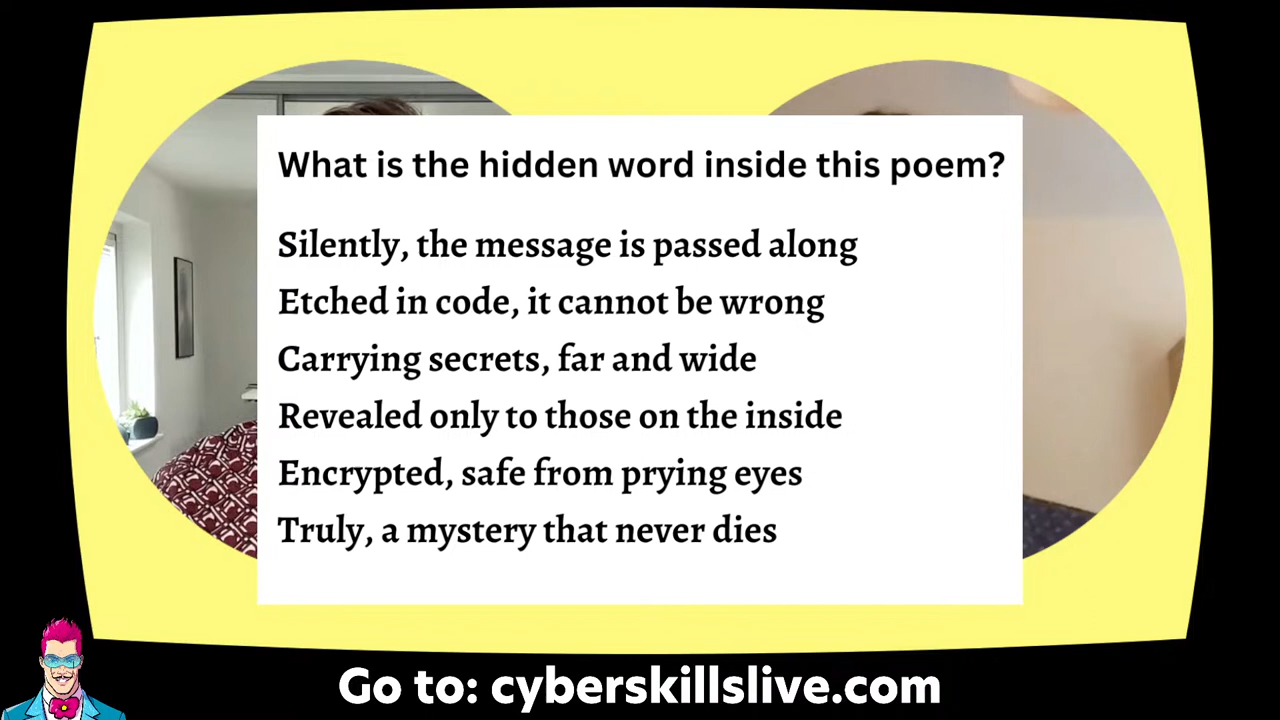 What is the hidden word inside this poem?
Silently, the message is passed along
Etched in code, it cannot be wrong
Carrying secrets, far and wide
Revealed only to those on the inside
Encrypted, safe from prying eyes
Truly, a mystery that never dies
Go to: cyberskillslive.com